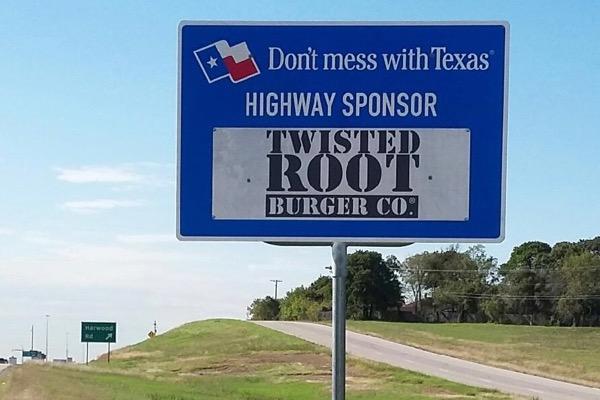 Don't mess with Texas®
HIGHWAY SPONSOR
TWISTED
ROOT
BURGER CO.®
Harwood
Rd